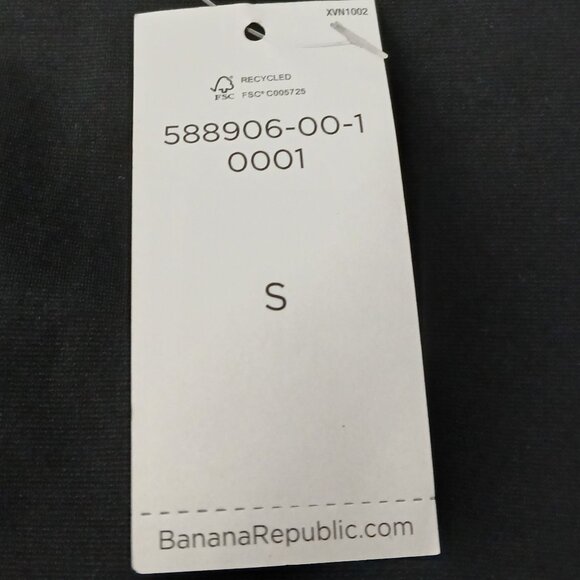 XVN1002
RECYCLED
FSC FSC® C005725
588906-00-1
0001
S
BananaRepublic.com